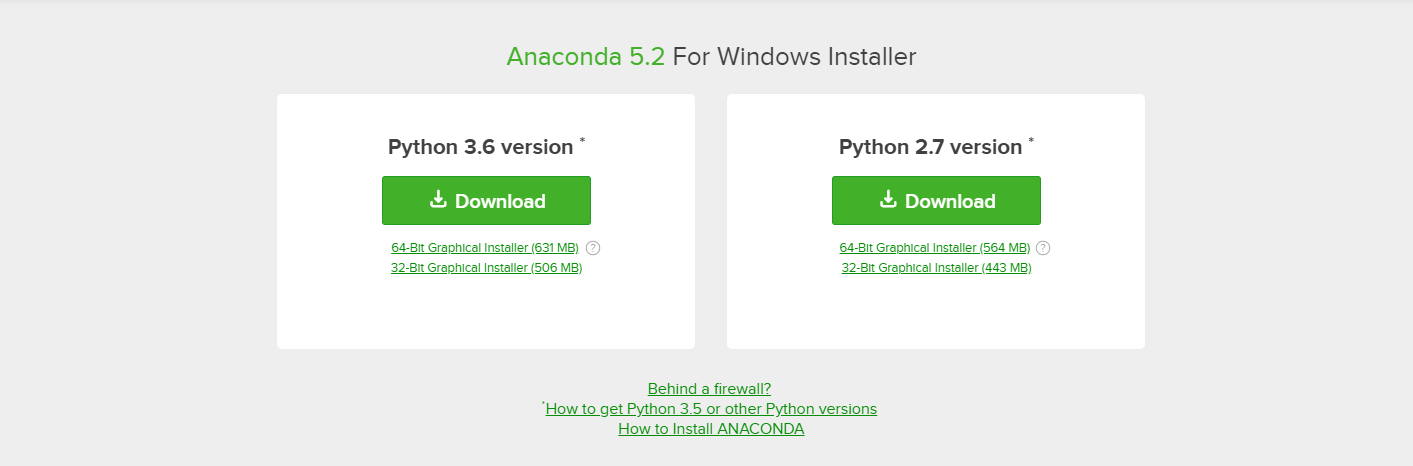 Anaconda 5.2 For Windows Installer
Python 3.6 version *
Download
64-Bit Graphical Installer (631 MB) ?
32-Bit Graphical Installer (506 MB)
Python 2.7 version *
Download
64-Bit Graphical Installer (564 MB) ?
32-Bit Graphical Installer (443 MB)
Behind a firewall?
*How to get Python 3.5 or other Python versions
How to Install ANACONDA